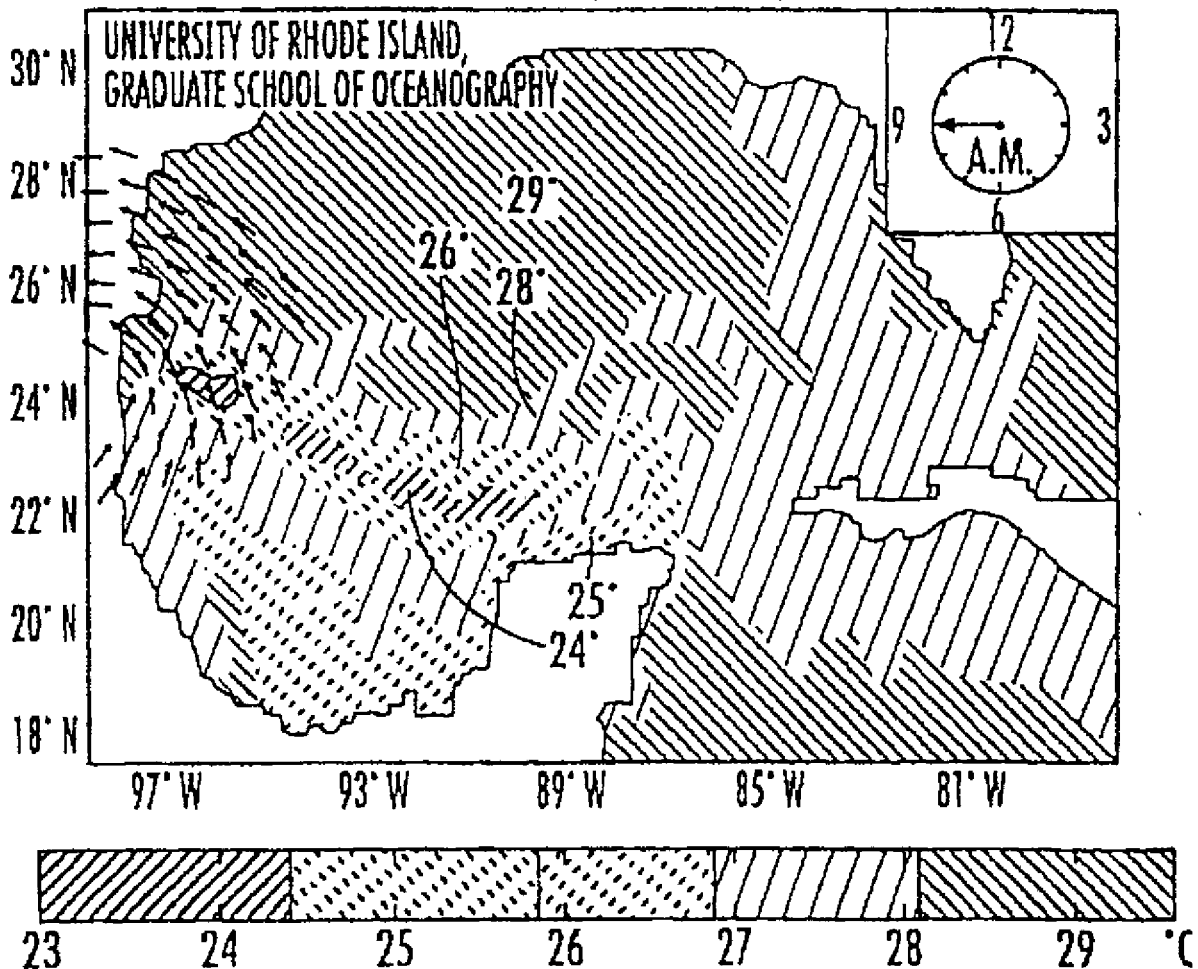 UNIVERSITY OF RHODE ISLAND,
GRADUATE SCHOOL OF OCEANOGRAPHY
12
9
3
A.M.
6
30° N
28° N
26° N
24° N
22° N
20° N
18° N
29°
26°
28°
25°
24°
97° W
93° W
89° W
85° W
81° W
23
24
25
26
27
28
29
°C